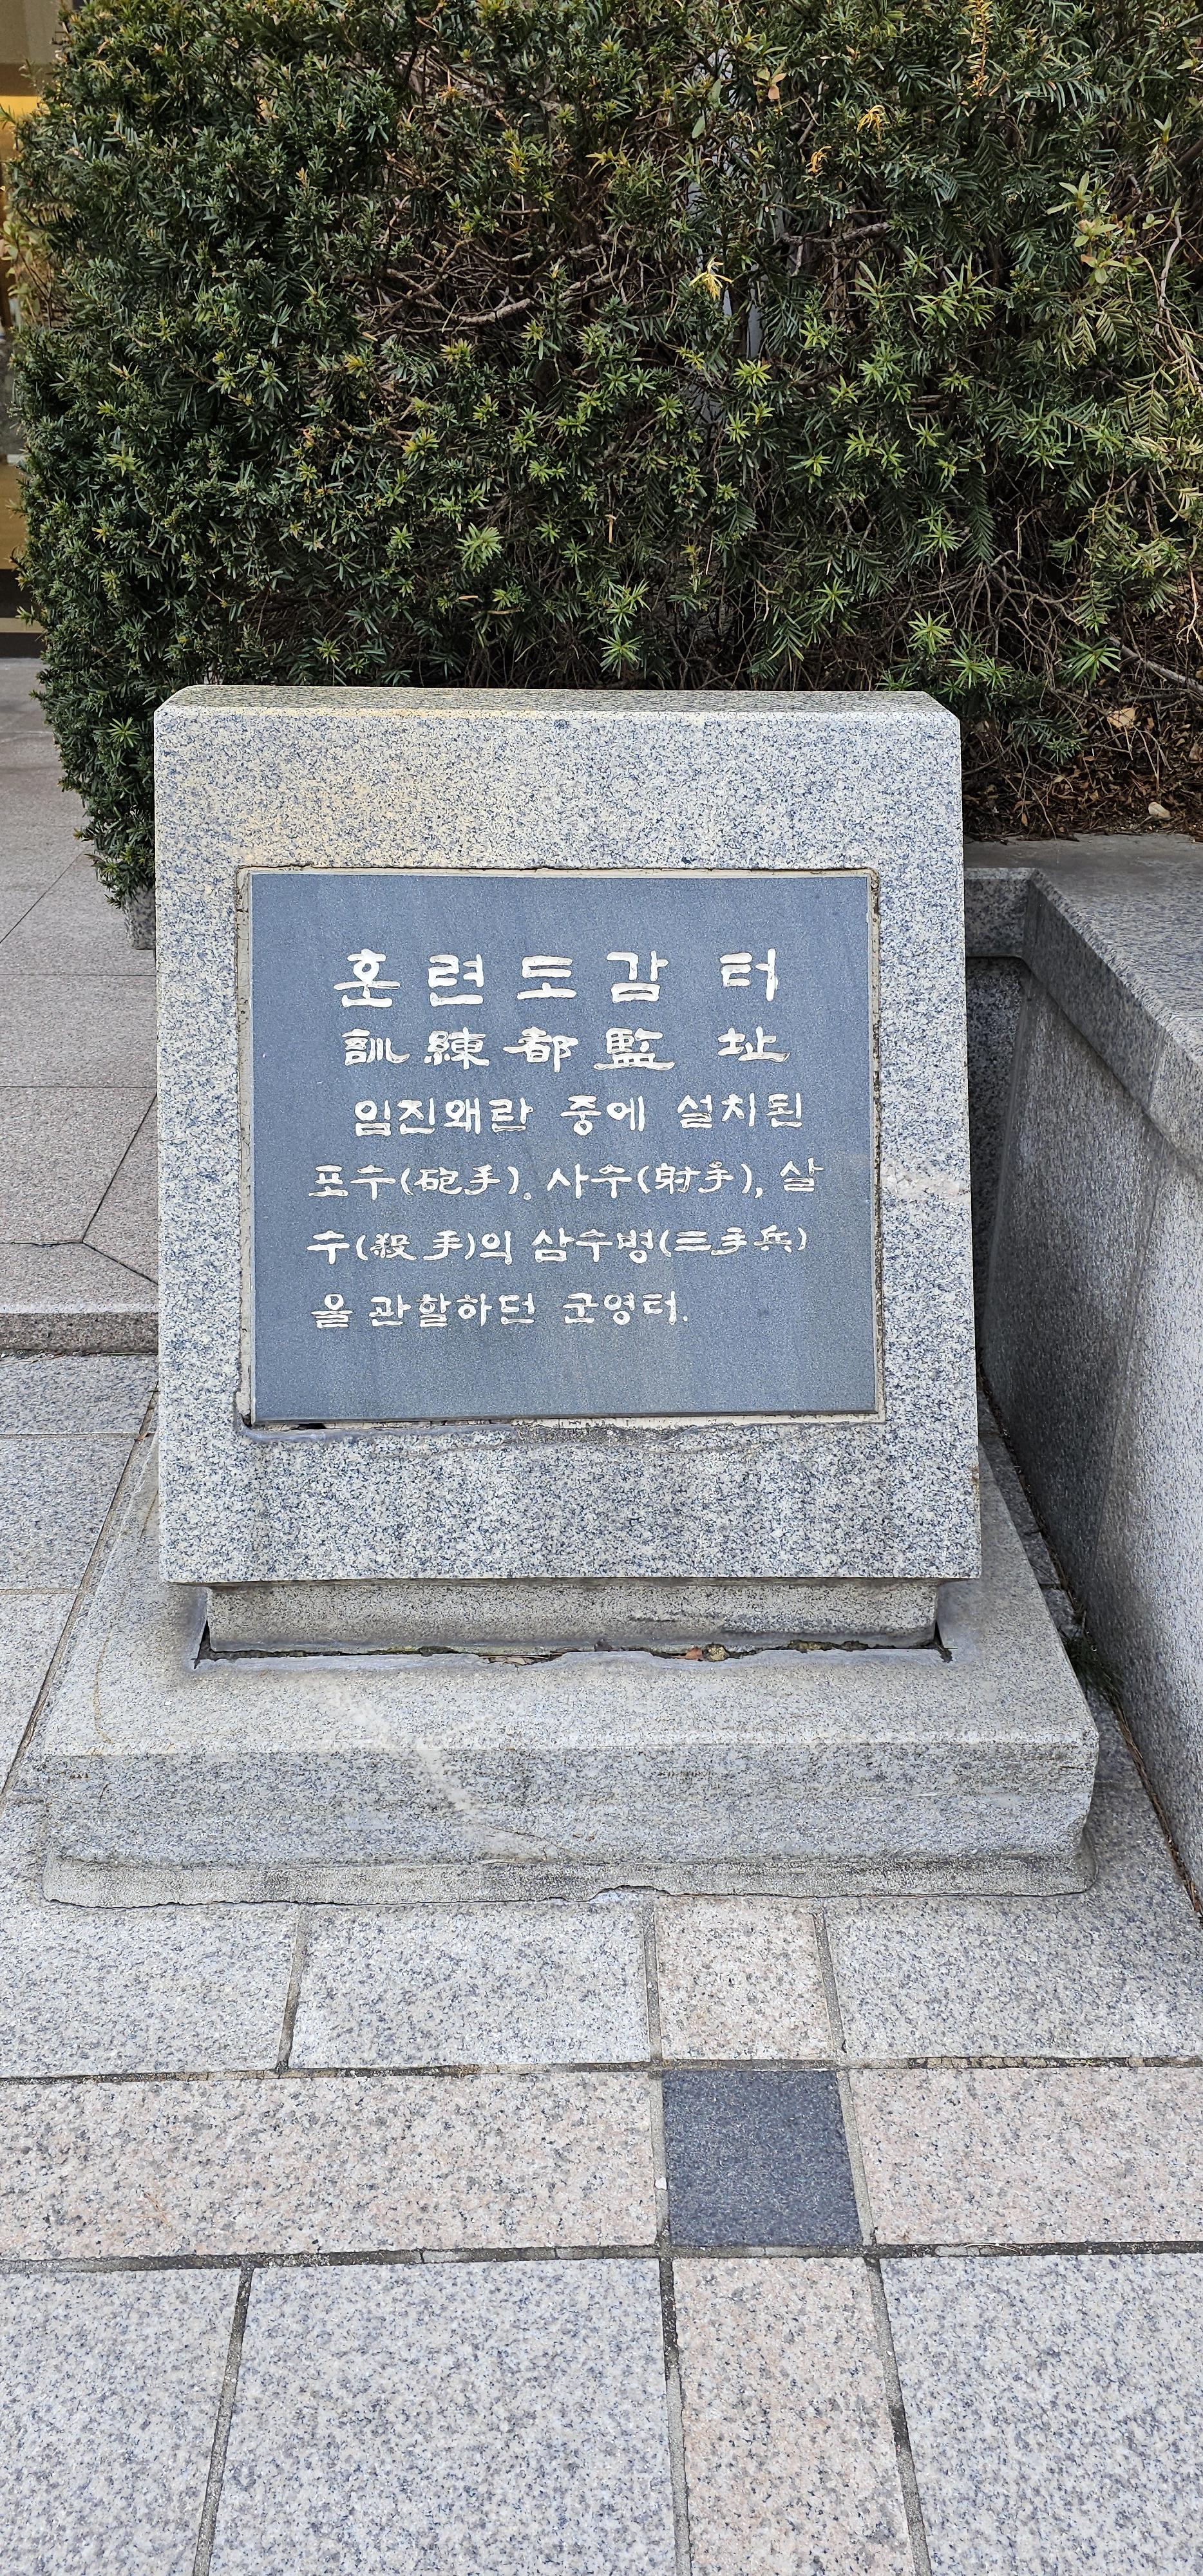 훈련도감 터
訓練都監 址
임진왜란 중에 설치된
포수(砲手), 사수(射手), 살
수(殺手)의 삼수병(三手兵)
을 관할하던 군영터.